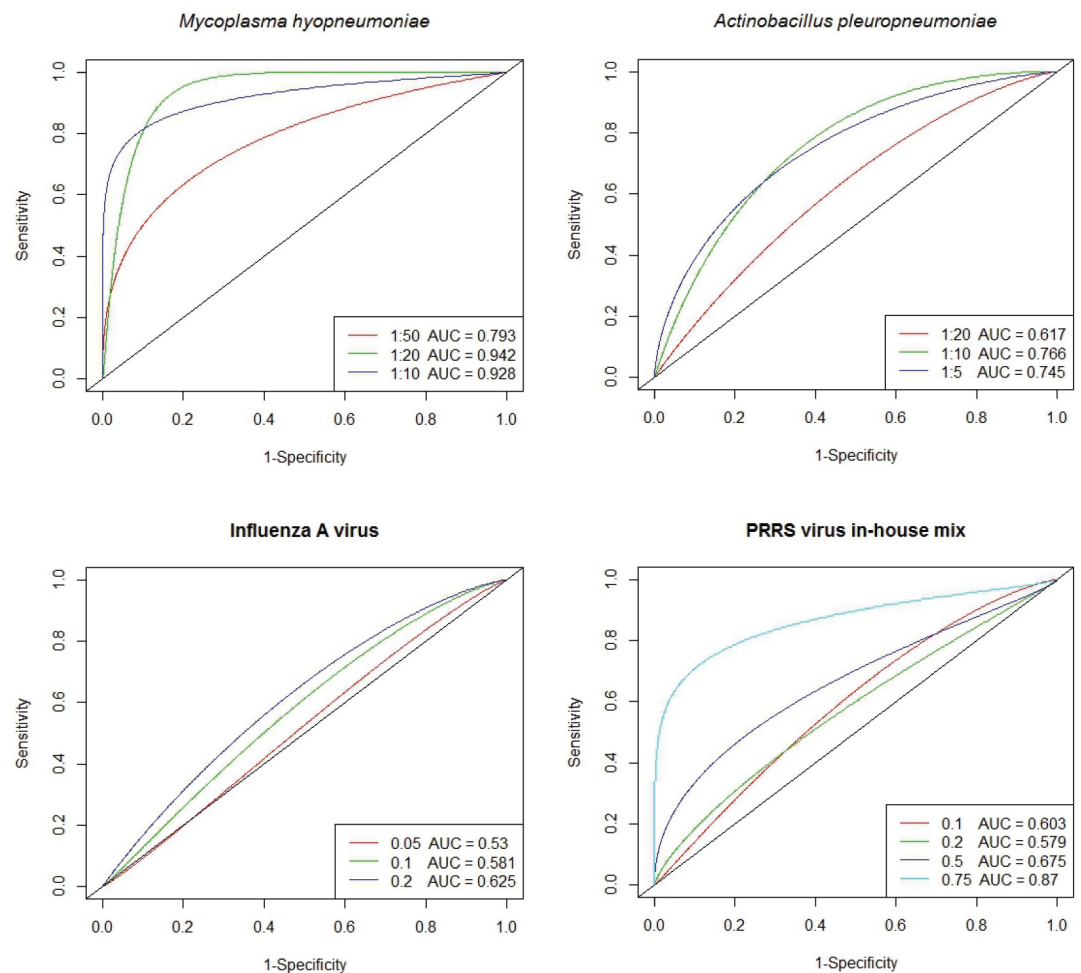 Mycoplasma hyopneumoniae
1.0
0.8
0.6
0.4
0.2
0.0
Sensitivity
1:50 AUC = 0.793
1:20 AUC = 0.942
1:10 AUC = 0.928
0.0 0.2 0.4 0.6 0.8 1.0
1-Specificity
Actinobacillus pleuropneumoniae
1.0
0.8
0.6
0.4
0.2
0.0
Sensitivity
1:20 AUC = 0.617
1:10 AUC = 0.766
1:5 AUC = 0.745
0.0 0.2 0.4 0.6 0.8 1.0
1-Specificity
Influenza A virus
1.0
0.8
0.6
0.4
0.2
0.0
Sensitivity
0.05 AUC = 0.53
0.1 AUC = 0.581
0.2 AUC = 0.625
0.0 0.2 0.4 0.6 0.8 1.0
1-Specificity
PRRS virus in-house mix
1.0
0.8
0.6
0.4
0.2
0.0
Sensitivity
0.1 AUC = 0.603
0.2 AUC = 0.579
0.5 AUC = 0.675
0.75 AUC = 0.87
0.0 0.2 0.4 0.6 0.8 1.0
1-Specificity